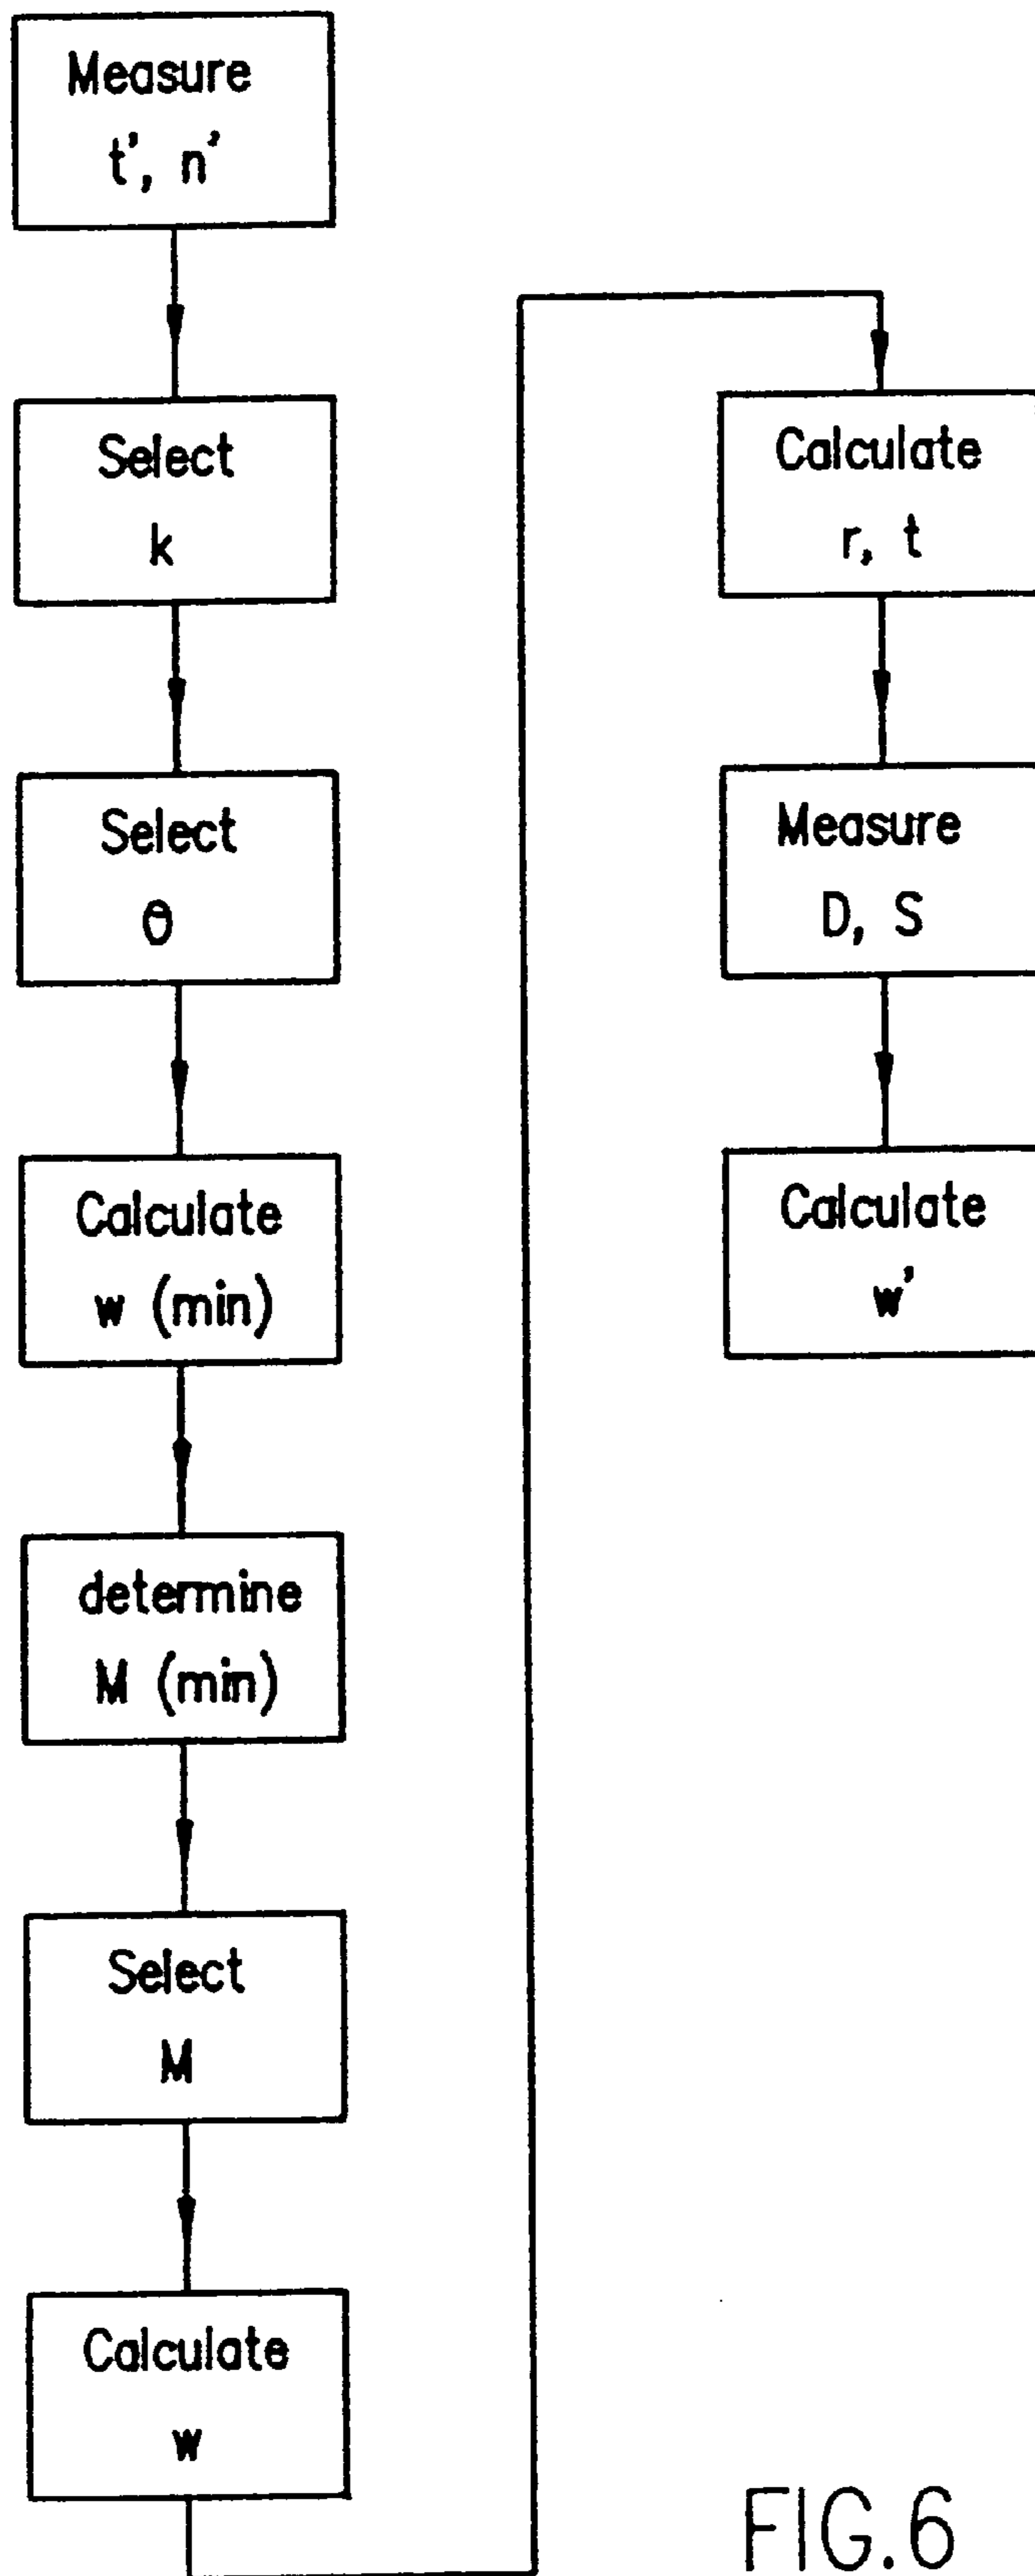 Measure
t', n'
Select
k
Select
θ
Calculate
w (min)
determine
M (min)
Select
M
Calculate
w
Calculate
r, t
Measure
D, S
Calculate
w'
FIG.6